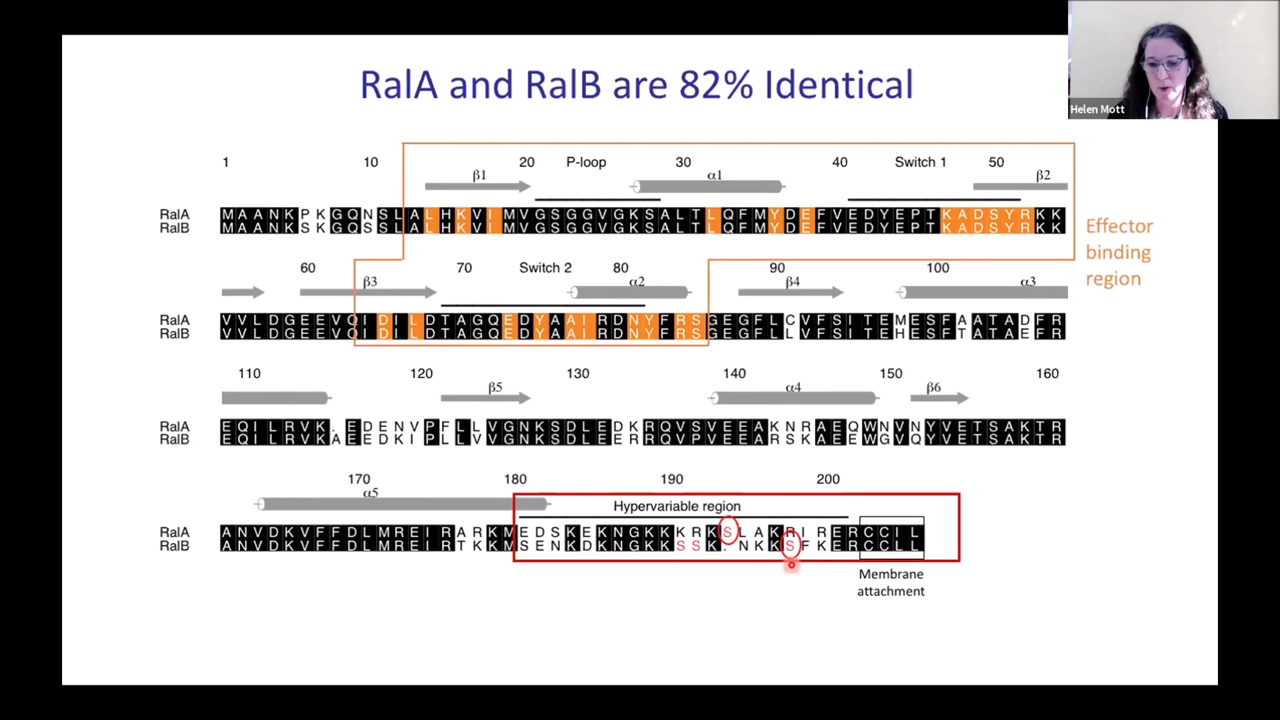 RalA and RalB are 82% Identical
Helen Mott
1 10 20 P-loop 30 40 Switch 1 50
β1 α1 β2
RalA MAANKPKGQNSLALHKVIMVGSGGVGKSALTLQFMYDEFVEDYEPTKADSYRKK
RalB MAANKSKGQSSLALHKVIMVGSGGVGKSALTLQFMYDEFVEDYEPTKADSYRKK
Effector
binding
region
60 70 Switch 2 80 90 100
β3 α2 β4 α3
RalA VVLDGEEVQIDILDTAGQEDYAAIRDNYFRSGEGFLCVFSITEMESFAATADFR
RalB VVLDGEEVQIDILDTAGQEDYAAIRDNYFRSGEGFLLVFSITEHESFTATAEFR
110 120 130 140 150 160
β5 α4 β6
RalA EQILRVK.EDENVPFLLVGNKSDLEDKRQVSVEEAKNRAEQWNVNYVETSAKTR
RalB EQILRVKAEEDKIPLLVVGNKSDLEERRQVPVEEARSKAEEWGVQYVETSAKTR
170 180 190 200
α5 Hypervariable region
RalA ANVDKVFFDLMREIRARKMEDSKEKNGKKKRKSLAKRIRERCCIL
RalB ANVDKVFFDLMREIRTKKMSENKDKNGKKSSK.NKKSFKERCCLL
Membrane
attachment